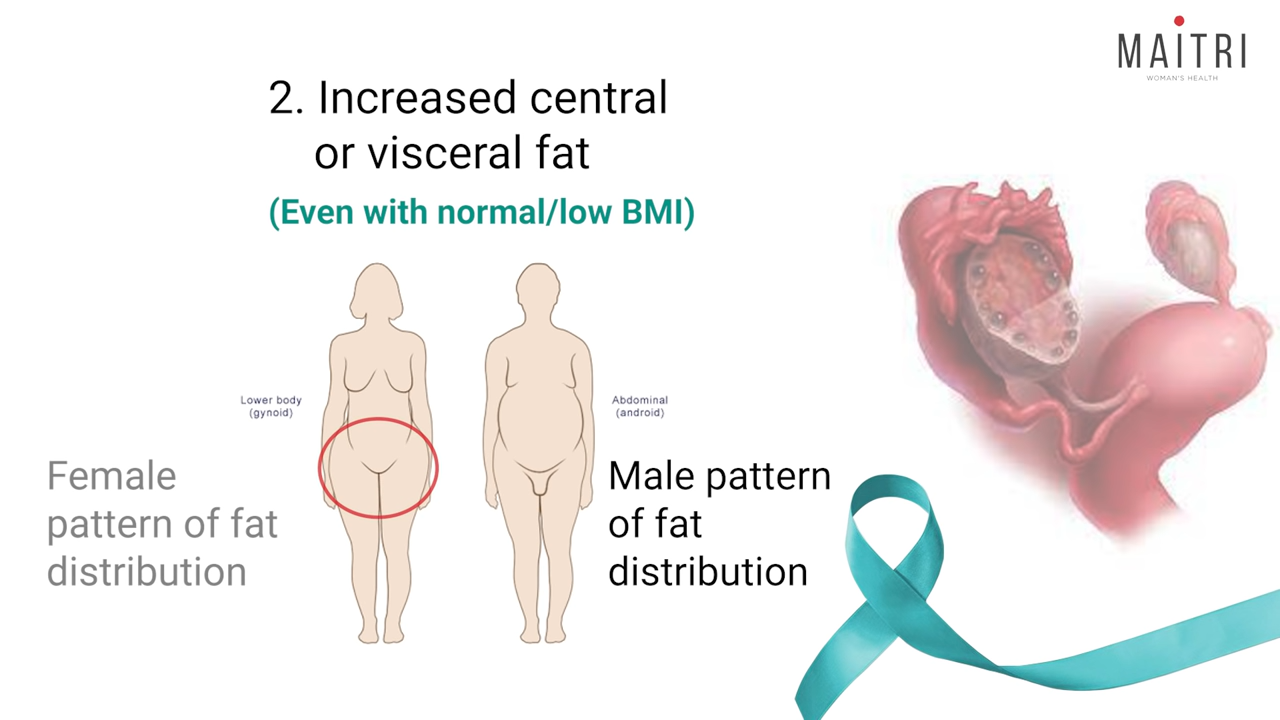 MAITRI
WOMAN'S HEALTH
2. Increased central
or visceral fat
(Even with normal/low BMI)
Lower body
(gynoid)
Abdominal
(android)
Female
pattern of fat
distribution
Male pattern
of fat
distribution